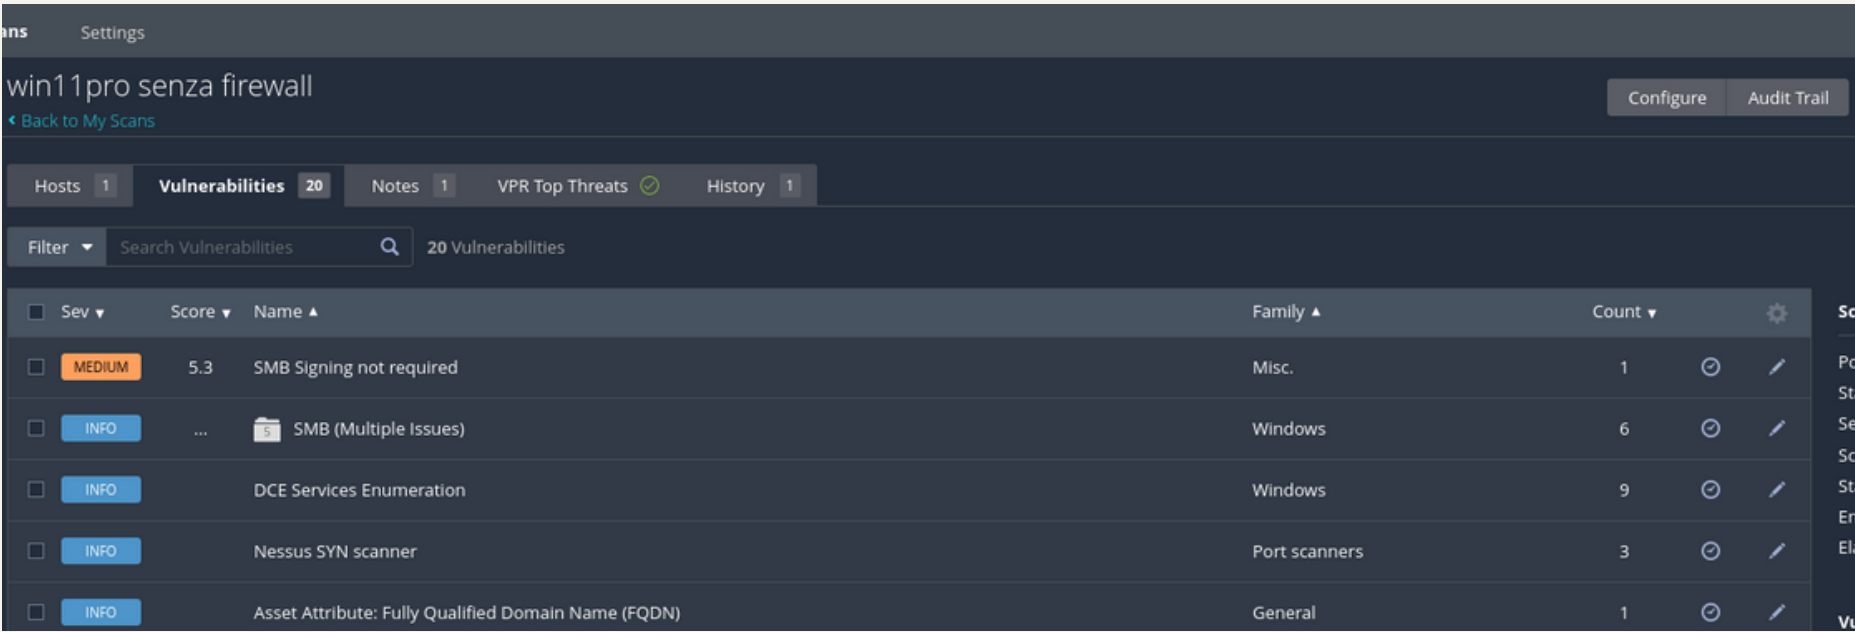 ans Settings
win11pro senza firewall
Back to My Scans
Configure Audit Trail
Hosts 1 Vulnerabilities 20 Notes 1 VPR Top Threats History 1
Filter Search Vulnerabilities 20 Vulnerabilities
Sev Score Name Family Count
MEDIUM 5.3 SMB Signing not required Misc. 1
INFO ... 5 SMB (Multiple Issues) Windows 6
INFO DCE Services Enumeration Windows 9
INFO Nessus SYN scanner Port scanners 3
INFO Asset Attribute: Fully Qualified Domain Name (FQDN) General 1